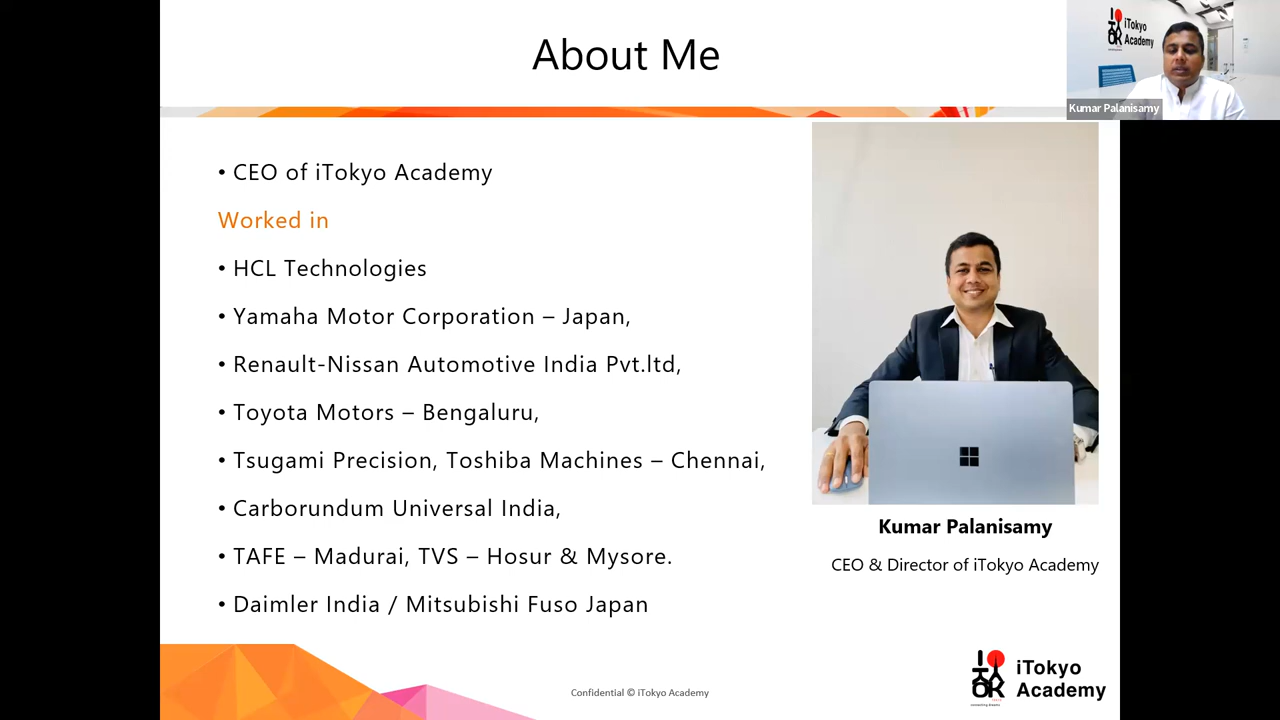 About Me
iTokyo
Academy
Kumar Palanisamy
• CEO of iTokyo Academy
Worked in
• HCL Technologies
• Yamaha Motor Corporation – Japan,
• Renault-Nissan Automotive India Pvt.ltd,
• Toyota Motors – Bengaluru,
• Tsugami Precision, Toshiba Machines – Chennai,
• Carborundum Universal India,
• TAFE – Madurai, TVS – Hosur & Mysore.
• Daimler India / Mitsubishi Fuso Japan
Kumar Palanisamy
CEO & Director of iTokyo Academy
Confidential © iTokyo Academy
iTokyo
Academy